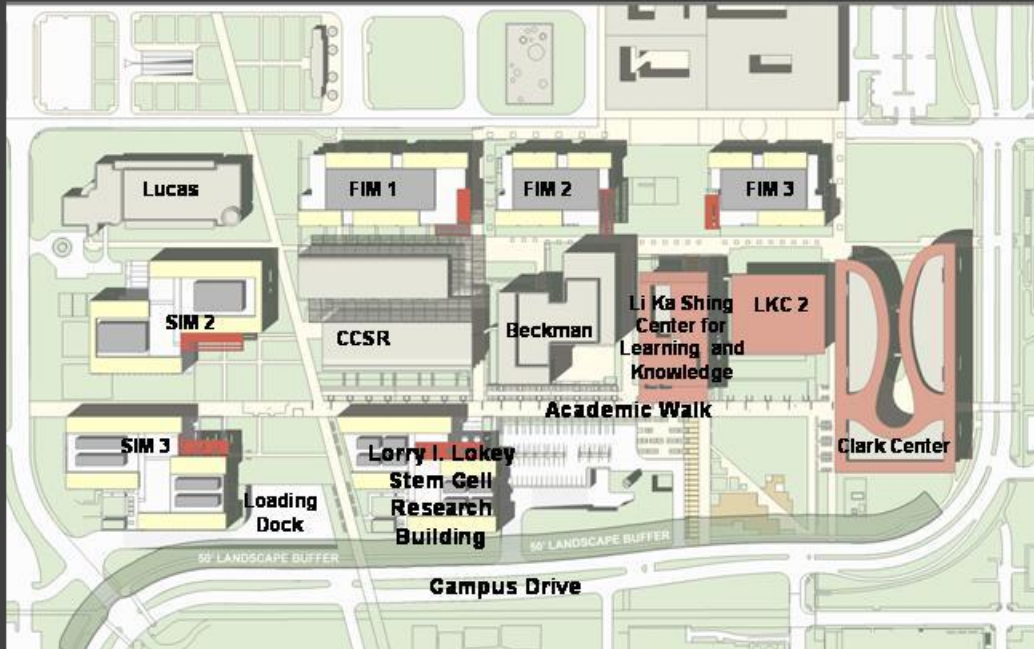 Lucas
FIM 1
FIM 2
FIM 3
SIM 2
CCSR
Beckman
Li Ka Shing
Center for
Learning and
Knowledge
LKC 2
Academic Walk
SIM 3
Loading
Dock
Lorry I. Lokey
Stem Cell
Research
Building
Clark Center
50' LANDSCAPE BUFFER
50' LANDSCAPE BUFFER
Campus Drive